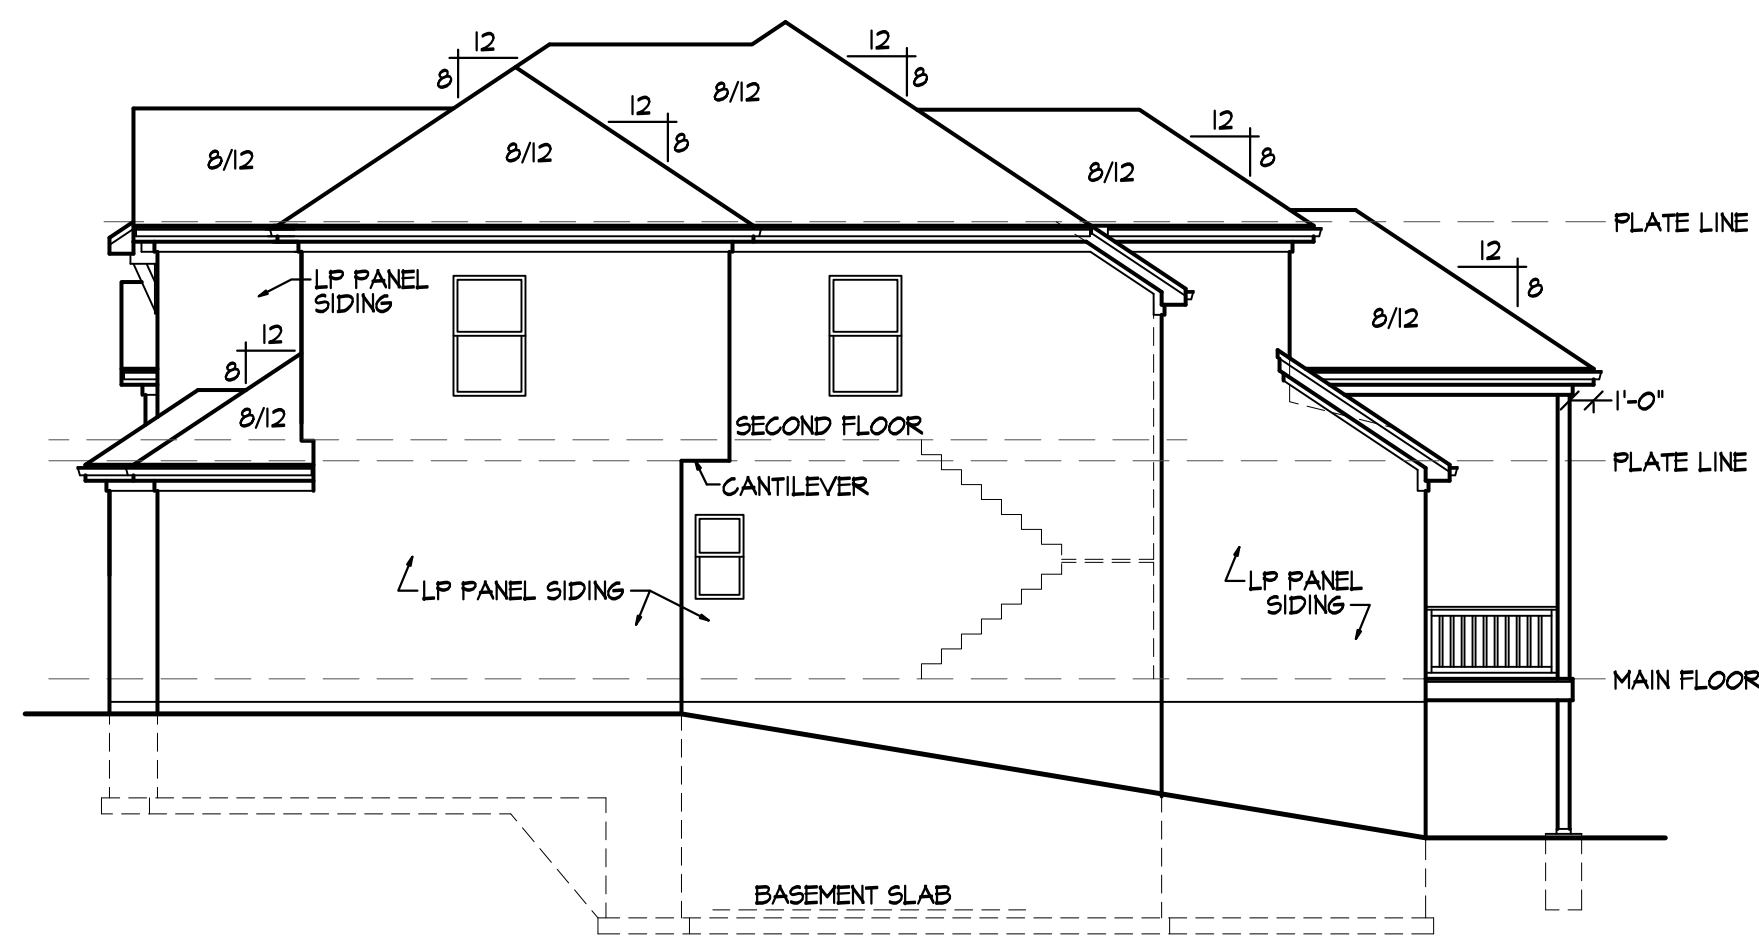 12
8
12
8
8/12
12
8
12
8
8/12
8/12
8/12
PLATE LINE
12
8
LP PANEL
SIDING
8/12
12
8
8/12
1'-0"
SECOND FLOOR
PLATE LINE
CANTILEVER
LP PANEL SIDING
LP PANEL
SIDING
MAIN FLOOR
BASEMENT SLAB